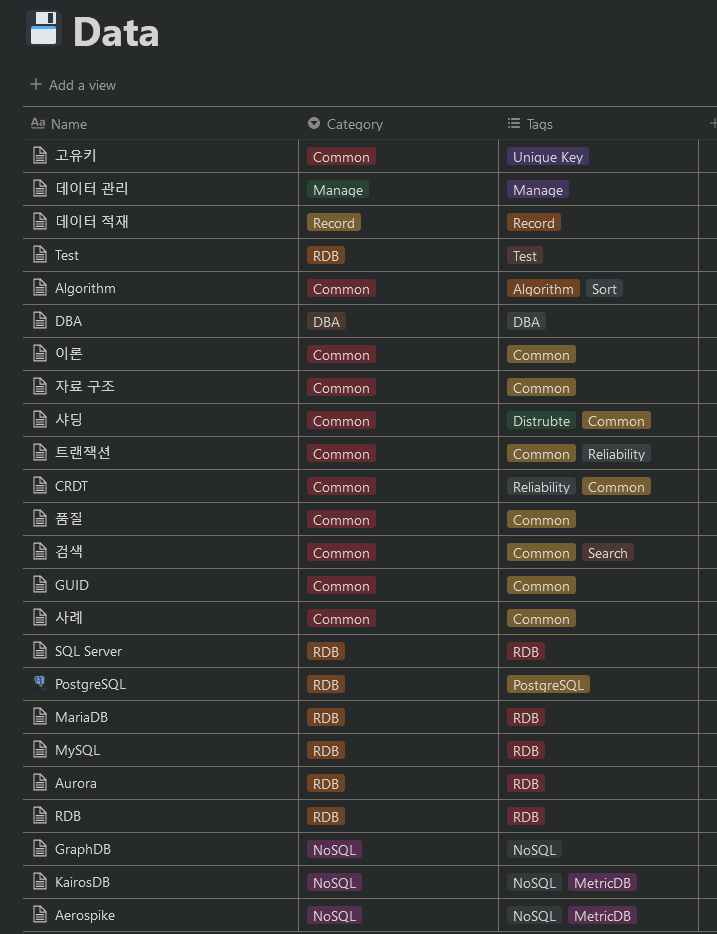 Data
+ Add a view
Aa Name Category Tags +
고유키 Common Unique Key
데이터 관리 Manage Manage
데이터 적재 Record Record
Test RDB Test
Algorithm Common Algorithm Sort
DBA DBA DBA
이론 Common Common
자료 구조 Common Common
샤딩 Common Distrubte Common
트랜잭션 Common Common Reliability
CRDT Common Reliability Common
품질 Common Common
검색 Common Common Search
GUID Common Common
사례 Common Common
SQL Server RDB RDB
PostgreSQL RDB PostgreSQL
MariaDB RDB RDB
MySQL RDB RDB
Aurora RDB RDB
RDB RDB RDB
GraphDB NoSQL NoSQL
KairosDB NoSQL NoSQL MetricDB
Aerospike NoSQL NoSQL MetricDB